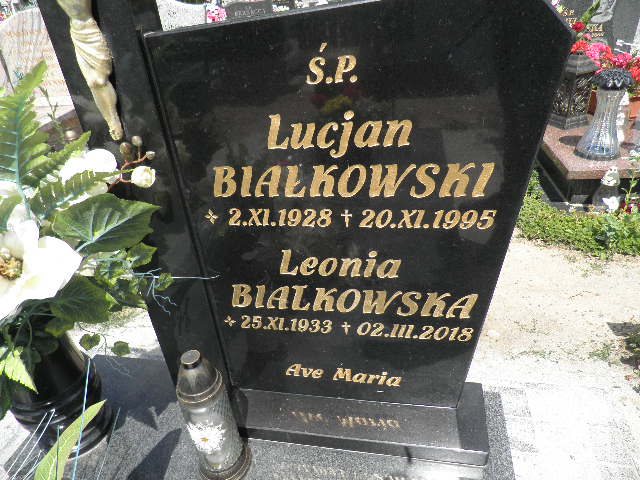 Ś.P.
Lucjan
BIAŁKOWSKI
* 2.XI.1928 † 20.XI.1995
Leonia
BIAŁKOWSKA
* 25.XI.1933 † 02.III.2018
Ave Maria